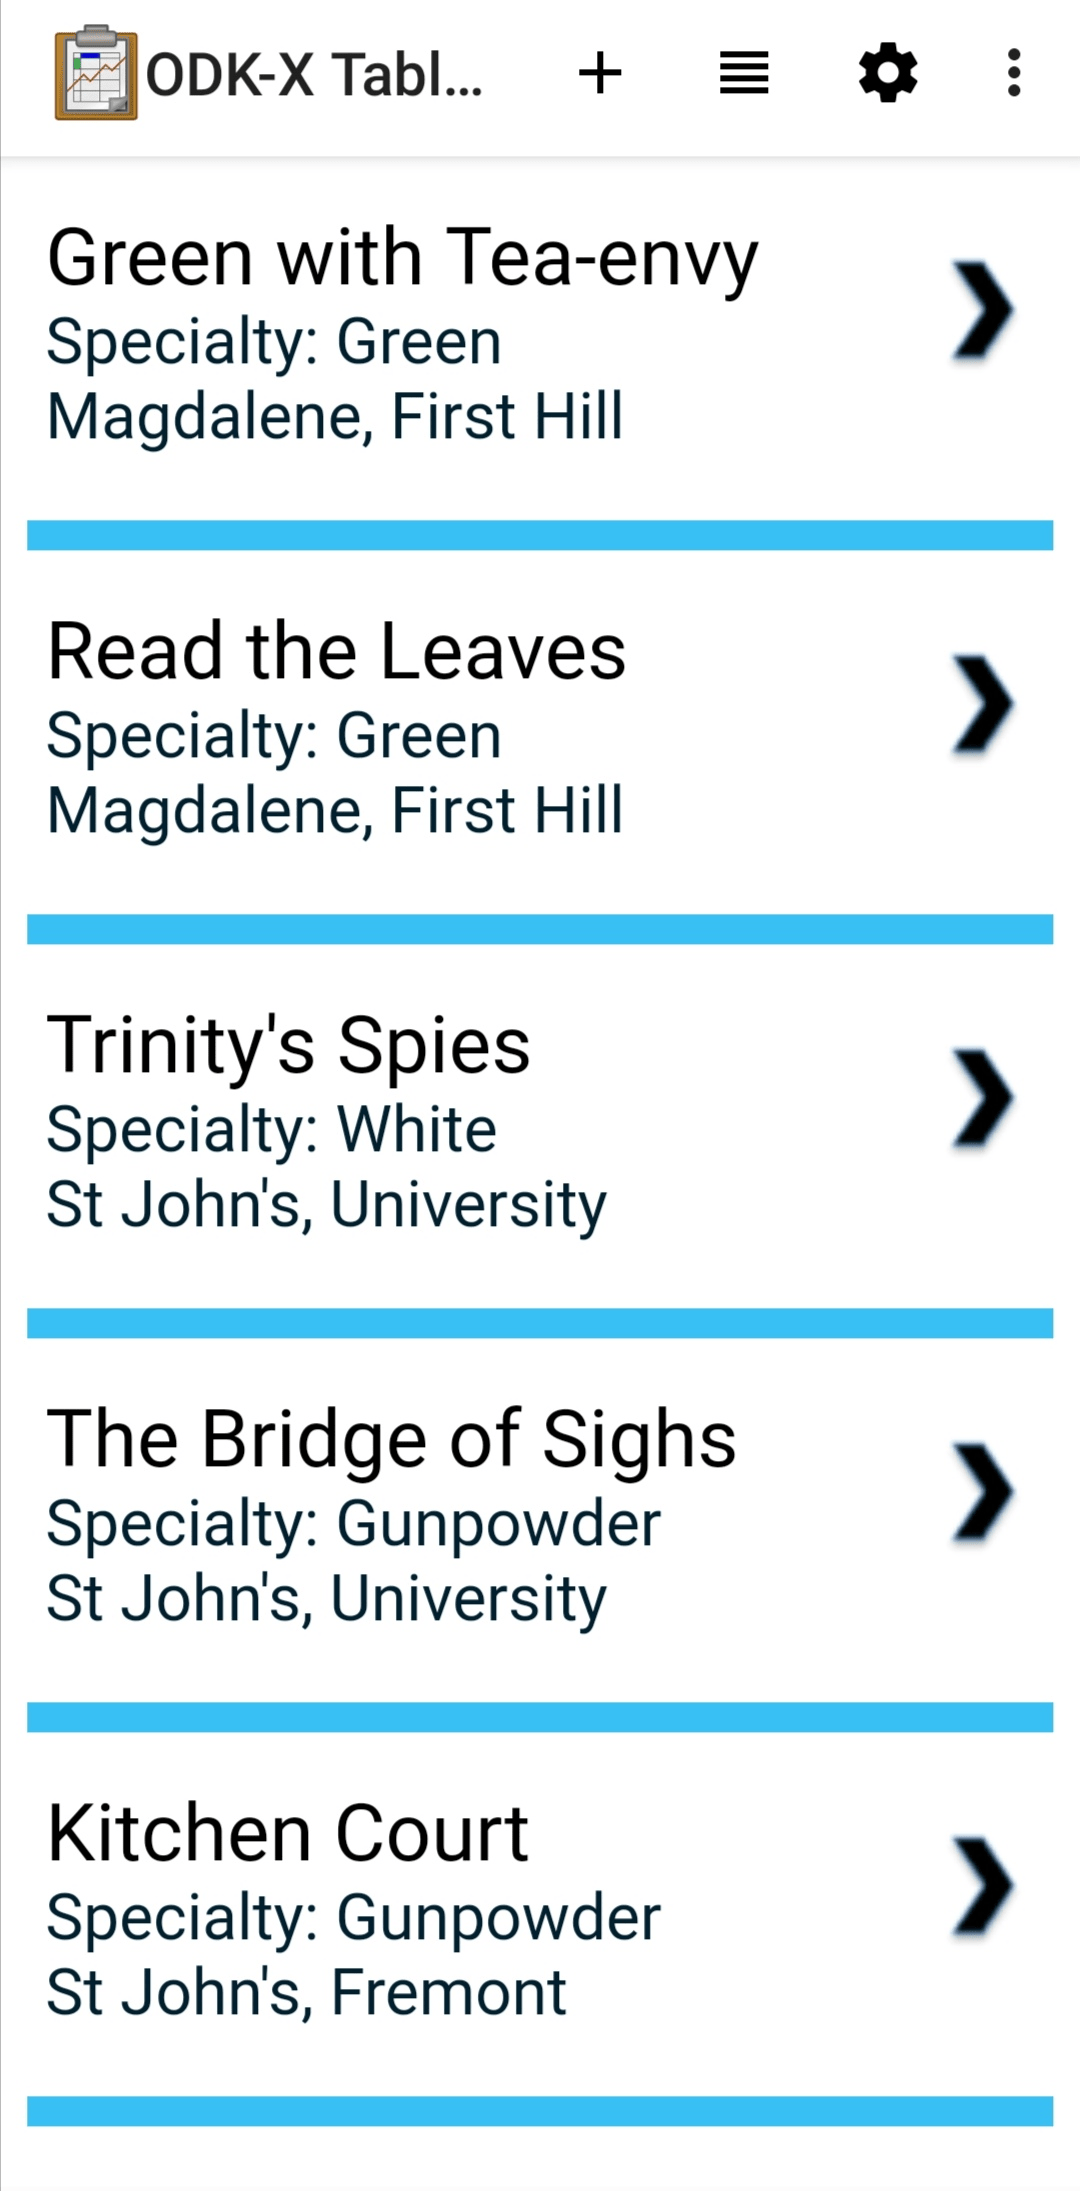 ODK-X Tabl...
Green with Tea-envy
Specialty: Green
Magdalene, First Hill
Read the Leaves
Specialty: Green
Magdalene, First Hill
Trinity's Spies
Specialty: White
St John's, University
The Bridge of Sighs
Specialty: Gunpowder
St John's, University
Kitchen Court
Specialty: Gunpowder
St John's, Fremont